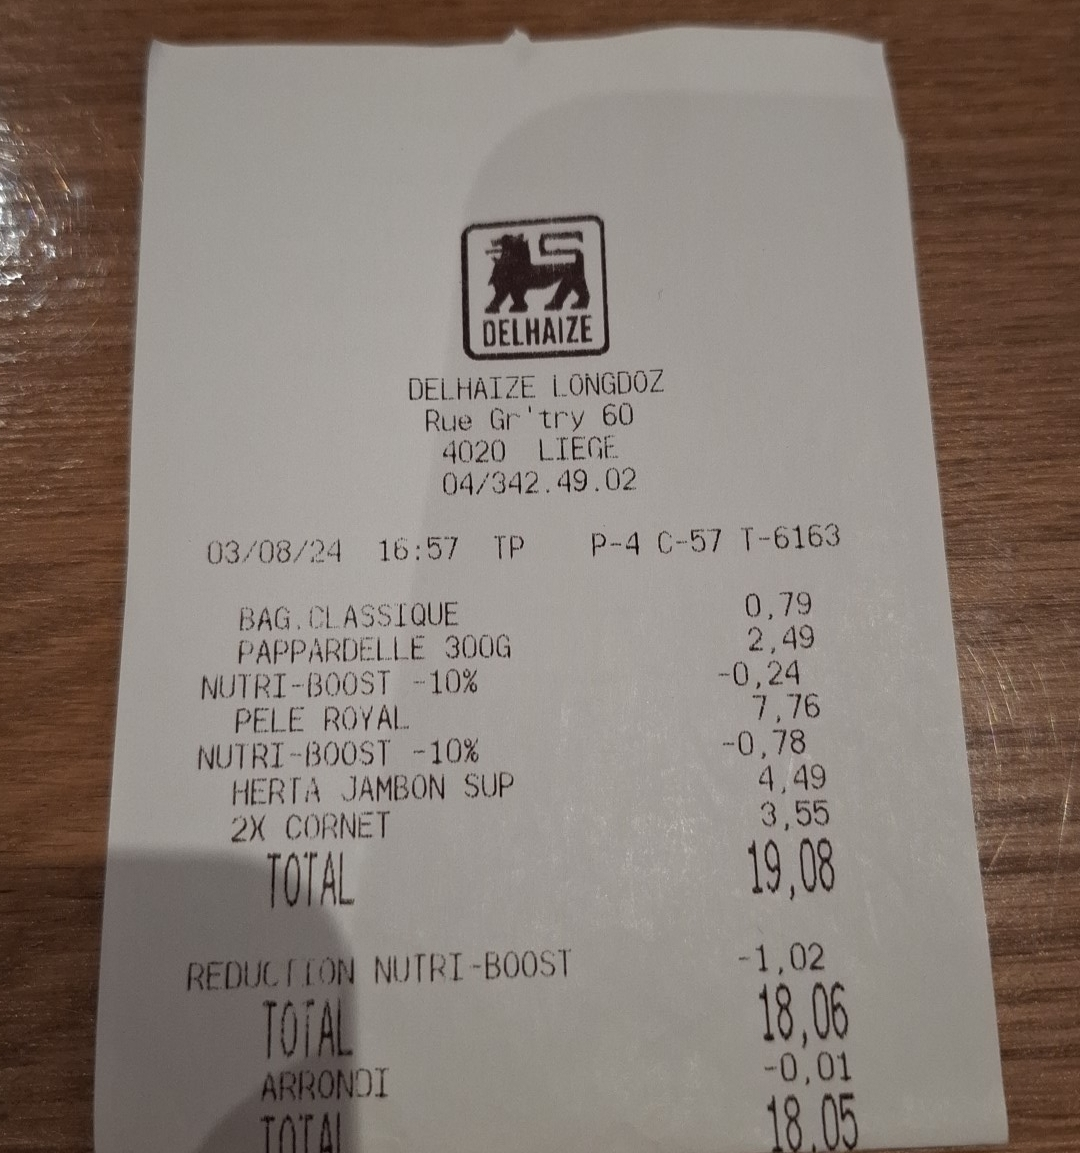 DELHAIZE
DELHAIZE LONGDOZ
Rue Gr'try 60
4020 LIEGE
04/342.49.02
03/08/24 16:57 TP P-4 C-57 T-6163
BAG.CLASSIQUE 0,79
PAPPARDELLE 300G 2,49
NUTRI-BOOST -10% -0,24
PELE ROYAL 7,76
NUTRI-BOOST -10% -0,78
HERTA JAMBON SUP 4,49
2X CORNET 3,55
TOTAL 19,08
REDUCTION NUTRI-BOOST -1,02
TOTAL 18,06
ARRONDI -0,01
TOTAL 18,05